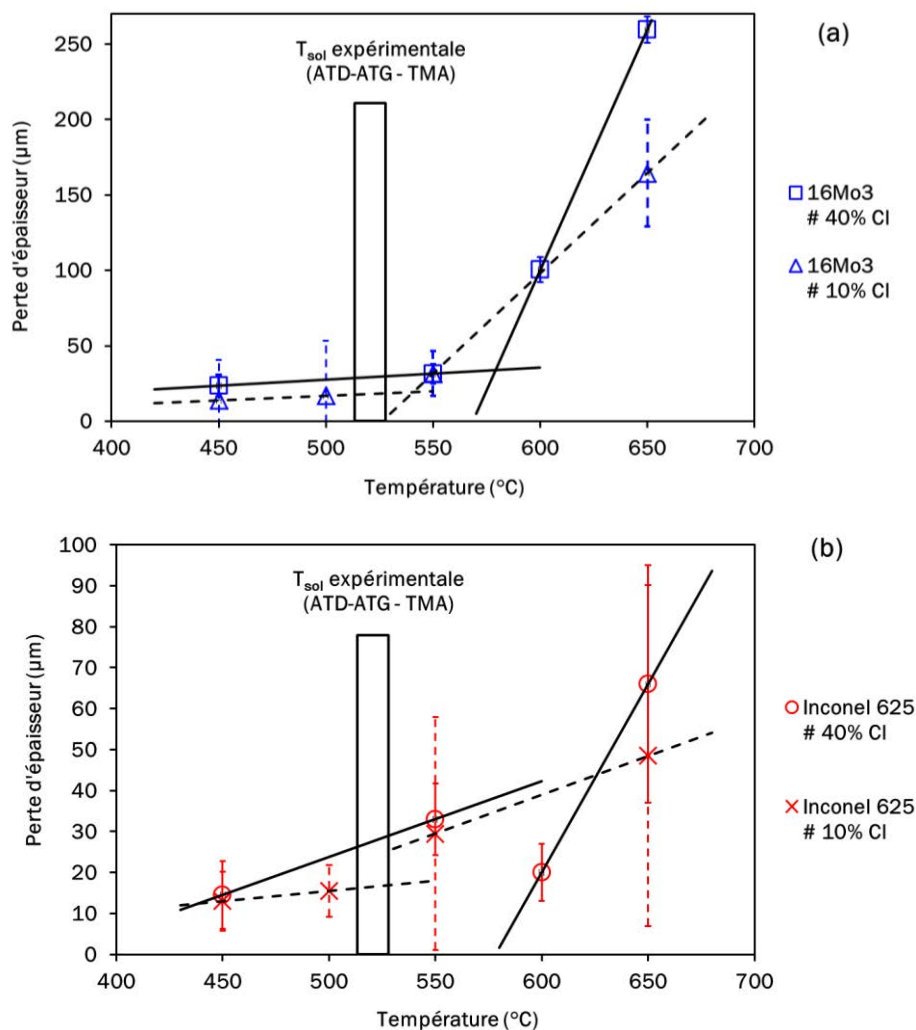 (a)
T_sol expérimentale
(ATD-ATG - TMA)
Perte d'épaisseur (µm)
250
200
150
100
50
0
400 450 500 550 600 650 700
Température (°C)
16Mo3
# 40% Cl
16Mo3
# 10% Cl
(b)
T_sol expérimentale
(ATD-ATG - TMA)
Perte d'épaisseur (µm)
100
90
80
70
60
50
40
30
20
10
0
400 450 500 550 600 650 700
Température (°C)
Inconel 625
# 40% Cl
Inconel 625
# 10% Cl